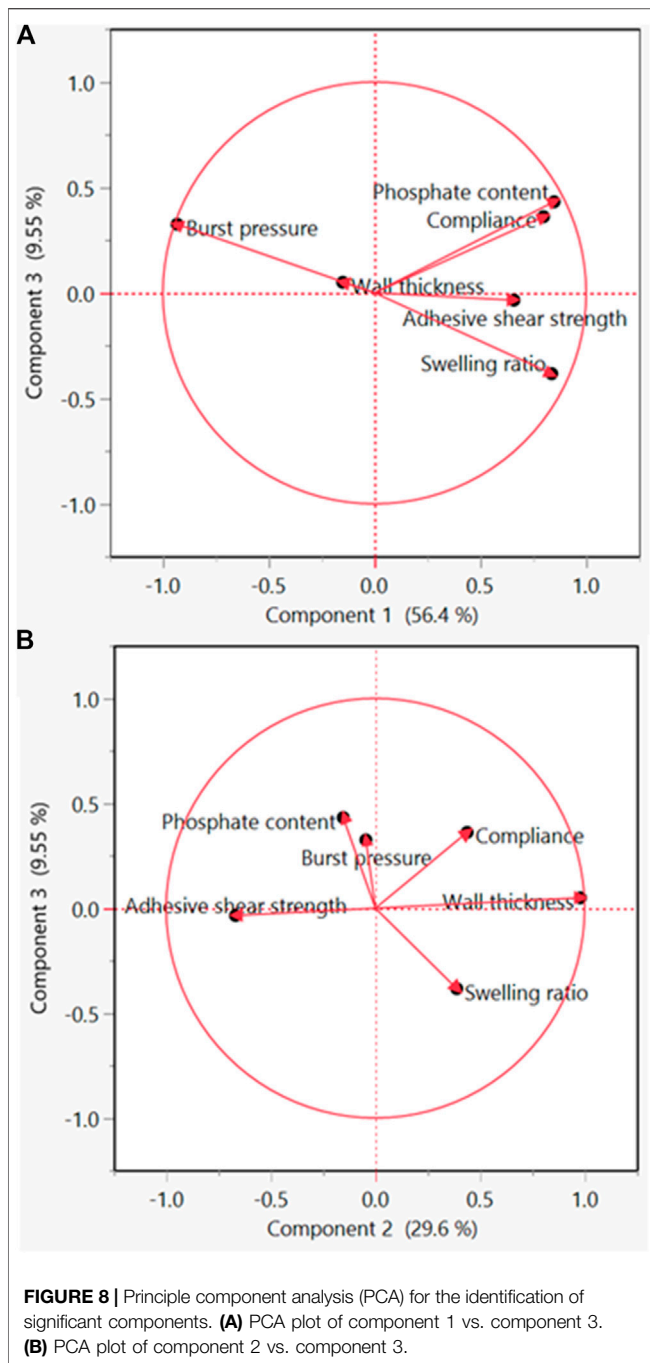 A
1.0
Phosphate content
0.5
Compliance
Burst pressure
Wall thickness
0.0
Adhesive shear strength
Swelling ratio
-0.5
-1.0
Component 3 (9.55 %)
-1.0 -0.5 0.0 0.5 1.0
Component 1 (56.4 %)
B
1.0
0.5
Phosphate content
Compliance
Burst pressure
Adhesive shear strength
Wall thickness
0.0
Swelling ratio
-0.5
-1.0
Component 3 (9.55 %)
-1.0 -0.5 0.0 0.5 1.0
Component 2 (29.6 %)
FIGURE 8 | Principle component analysis (PCA) for the identification of
significant components. (A) PCA plot of component 1 vs. component 3.
(B) PCA plot of component 2 vs. component 3.